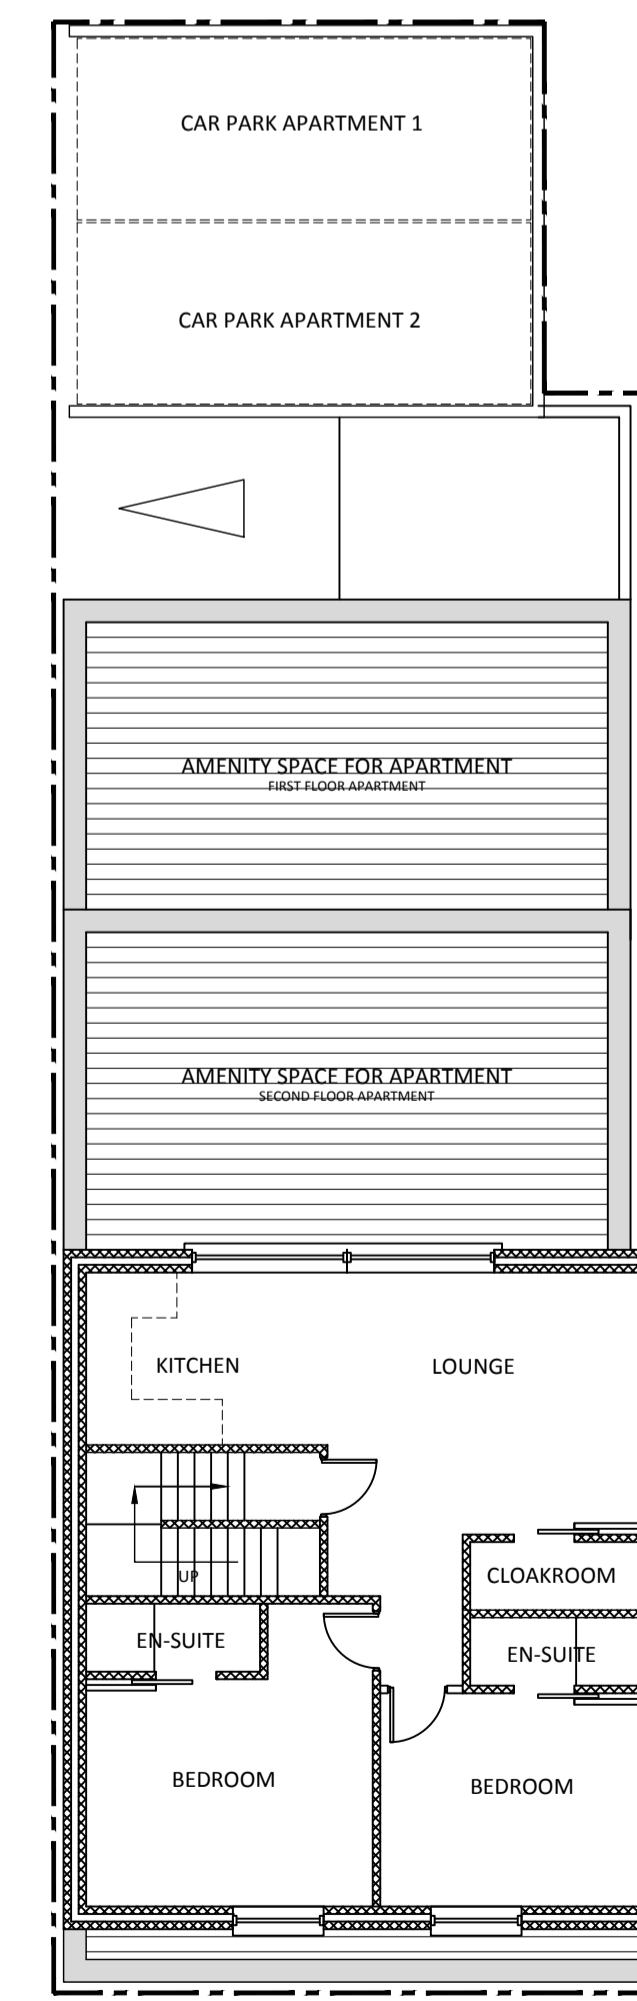 CAR PARK APARTMENT 1
CAR PARK APARTMENT 2
AMENITY SPACE FOR APARTMENT
FIRST FLOOR APARTMENT
AMENITY SPACE FOR APARTMENT
SECOND FLOOR APARTMENT
KITCHEN
LOUNGE
UP
CLOAKROOM
EN-SUITE
EN-SUITE
BEDROOM
BEDROOM